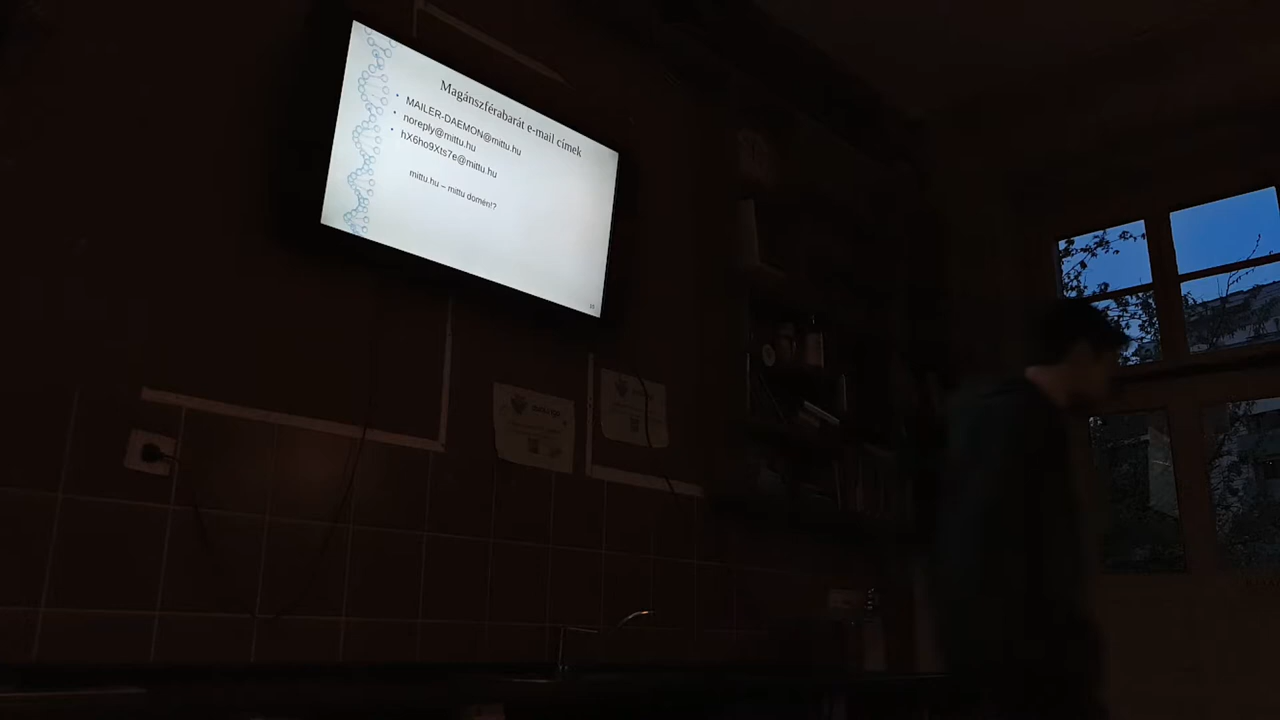 Magánszférabarát e-mail címek
• MAILER-DAEMON@mittu.hu
• noreply@mittu.hu
• hX6ho9Xts7e@mittu.hu
mittu.hu – mittu domén!?